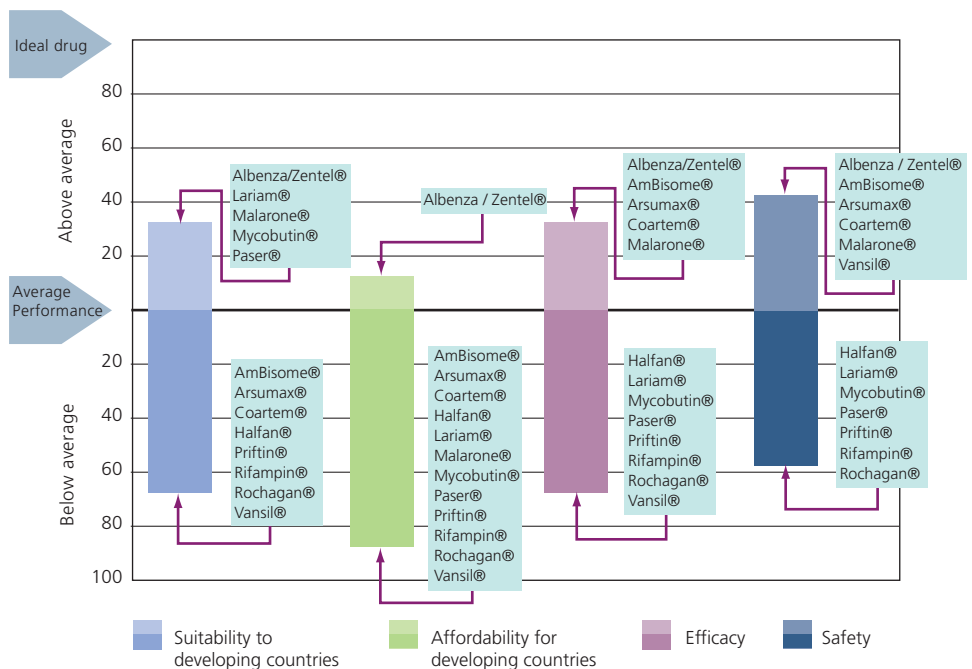 Ideal drug
Average
Performance
Above average
Below average
80
60
40
20
20
40
60
80
100
Albenza/Zentel®
Lariam®
Malarone®
Mycobutin®
Paser®
AmBisome®
Arsumax®
Coartem®
Halfan®
Priftin®
Rifampin®
Rochagan®
Vansil®
Albenza / Zentel®
AmBisome®
Arsumax®
Coartem®
Halfan®
Lariam®
Malarone®
Mycobutin®
Paser®
Priftin®
Rifampin®
Rochagan®
Vansil®
Albenza/Zentel®
AmBisome®
Arsumax®
Coartem®
Malarone®
Halfan®
Lariam®
Mycobutin®
Paser®
Priftin®
Rifampin®
Rochagan®
Vansil®
Albenza / Zentel®
AmBisome®
Arsumax®
Coartem®
Malarone®
Vansil®
Halfan®
Lariam®
Mycobutin®
Paser®
Priftin®
Rifampin®
Rochagan®
Suitability to
developing countries
Affordability for
developing countries
Efficacy
Safety